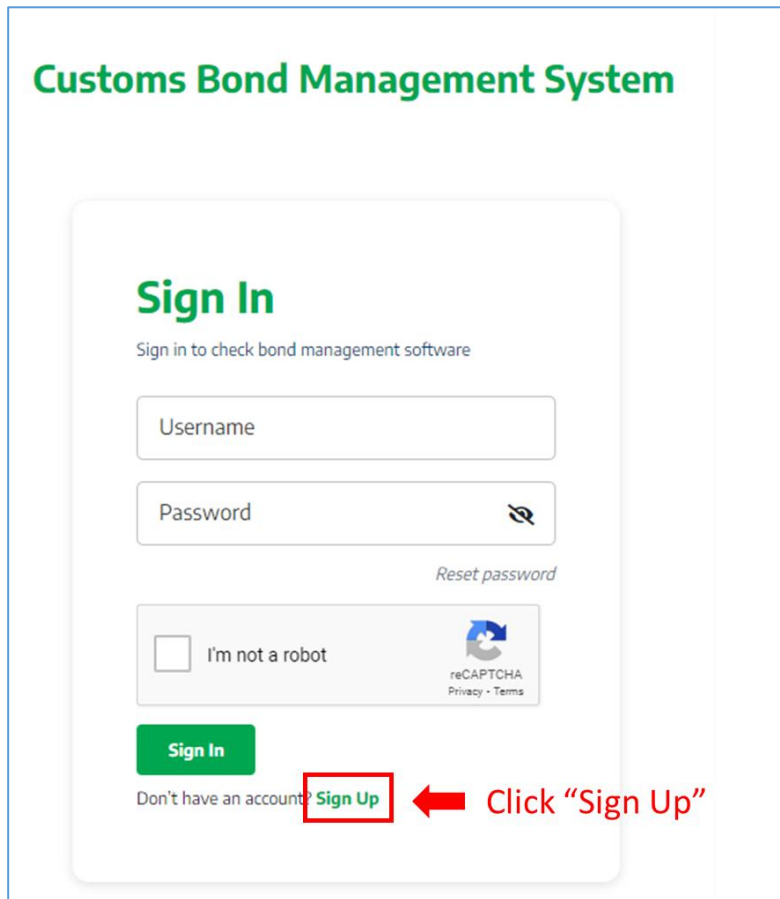 Customs Bond Management System
Sign In
Sign in to check bond management software
Username
Password
Reset password
I'm not a robot
reCAPTCHA
Privacy - Terms
Sign In
Don't have an account? Sign Up
Click “Sign Up”